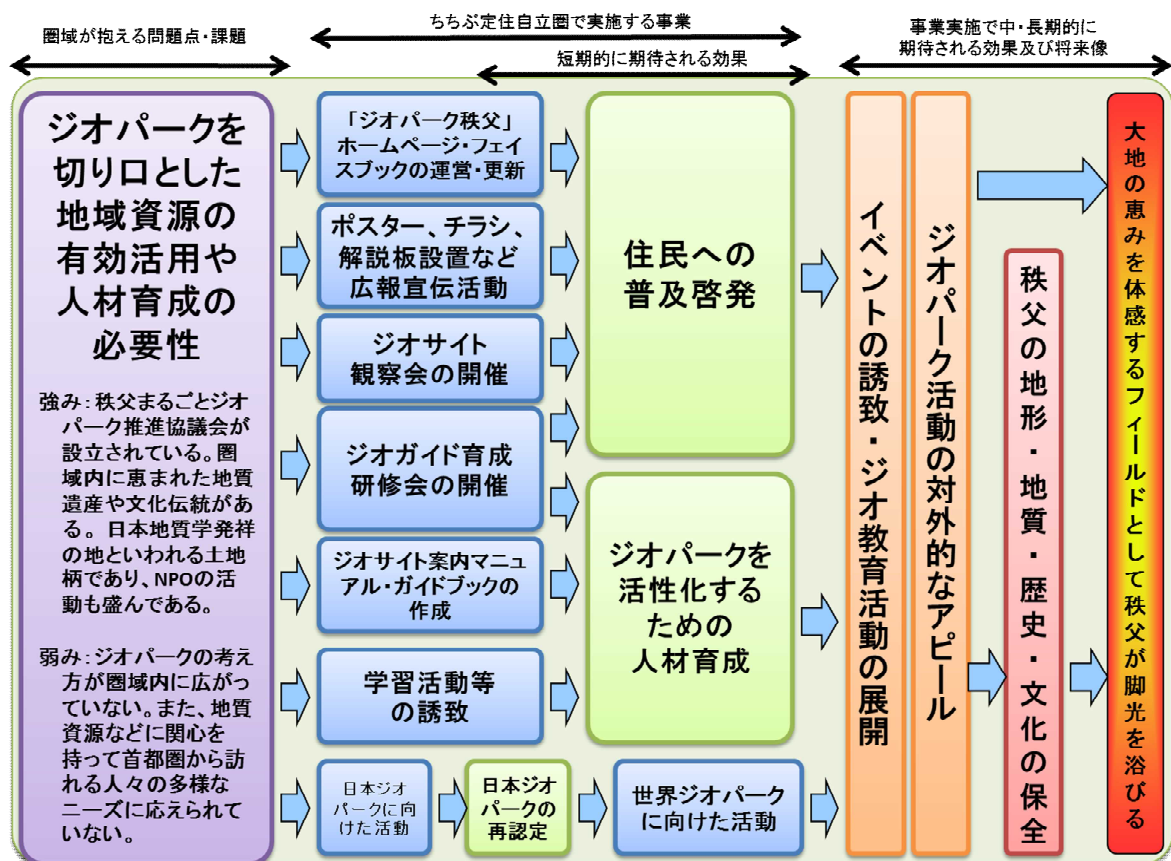 圏域が抱える問題点・課題
ちちぶ定住自立圏で実施する事業
短期的に期待される効果
事業実施で中・長期的に
期待される効果及び将来像
ジオパークを
切り口とした
地域資源の
有効活用や
人材育成の
必要性
強み：秩父まるごとジオ
パーク推進協議会が
設立されている。圏
域内に恵まれた地質
遺産や文化伝統があ
る。日本地質学発祥
の地といわれる土地
柄であり、NPOの活
動も盛んである。
弱み：ジオパークの考え
方が圏域内に広がっ
ていない。また、地質
資源などに関心を
持って首都圏から訪
れる人々の多様な
ニーズに応えられて
いない。
「ジオパーク秩父」
ホームページ・フェイ
スブックの運営・更新
ポスター、チラシ、
解説板設置など
広報宣伝活動
ジオサイト
観察会の開催
ジオガイド育成
研修会の開催
ジオサイト案内マニュ
アル・ガイドブックの
作成
学習活動等
の誘致
日本ジオ
パークに向
けた活動
日本ジオ
パークの
再認定
世界ジオパーク
に向けた活動
住民への
普及啓発
ジオパークを
活性化する
ための
人材育成
イベントの誘致・ジオ教育活動の展開
ジオパーク活動の対外的なアピール
秩父の地形・地質・歴史・文化の保全
大地の恵みを体感するフィールドとして秩父が脚光を浴びる